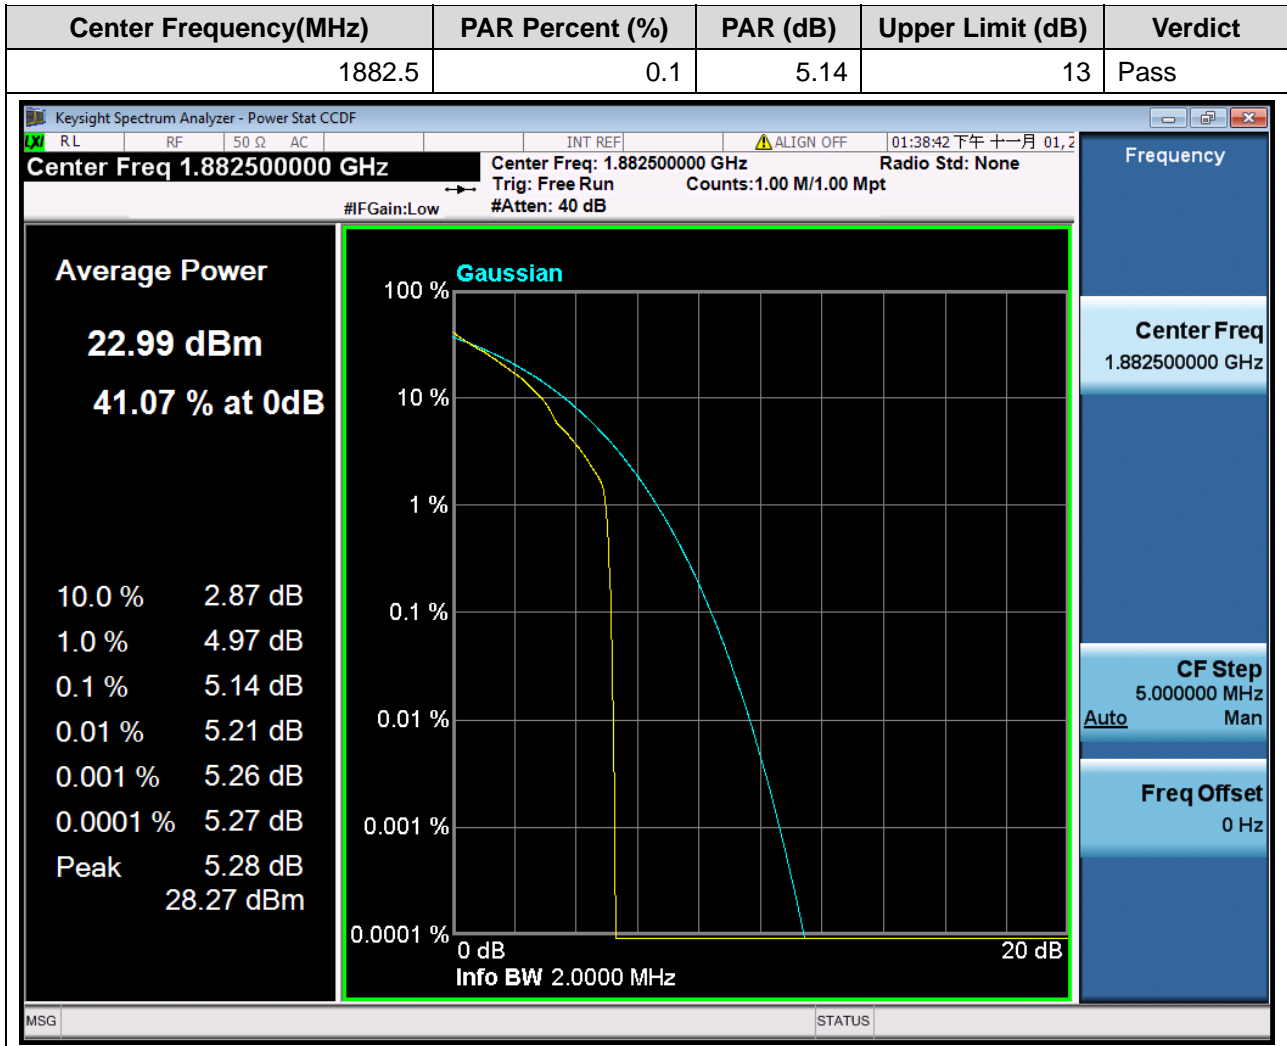 Center Frequency(MHz) PAR Percent (%) PAR (dB) Upper Limit (dB) Verdict
1882.5 0.1 5.14 13 Pass
Keysight Spectrum Analyzer - Power Stat CCDF
LXI RL RF 50 Ω AC INT REF ALIGN OFF 01:38:42 下午 十一月 01, 2
Center Freq 1.882500000 GHz
Center Freq: 1.882500000 GHz Radio Std: None
Trig: Free Run Counts:1.00 M/1.00 Mpt
#IFGain:Low #Atten: 40 dB
Frequency
Average Power
22.99 dBm
41.07 % at 0dB
10.0 % 2.87 dB
1.0 % 4.97 dB
0.1 % 5.14 dB
0.01 % 5.21 dB
0.001 % 5.26 dB
0.0001 % 5.27 dB
Peak 5.28 dB
28.27 dBm
Gaussian
100 %
10 %
1 %
0.1 %
0.01 %
0.001 %
0.0001 %
0 dB 20 dB
Info BW 2.0000 MHz
Center Freq
1.882500000 GHz
CF Step
5.000000 MHz
Auto Man
Freq Offset
0 Hz
MSG STATUS